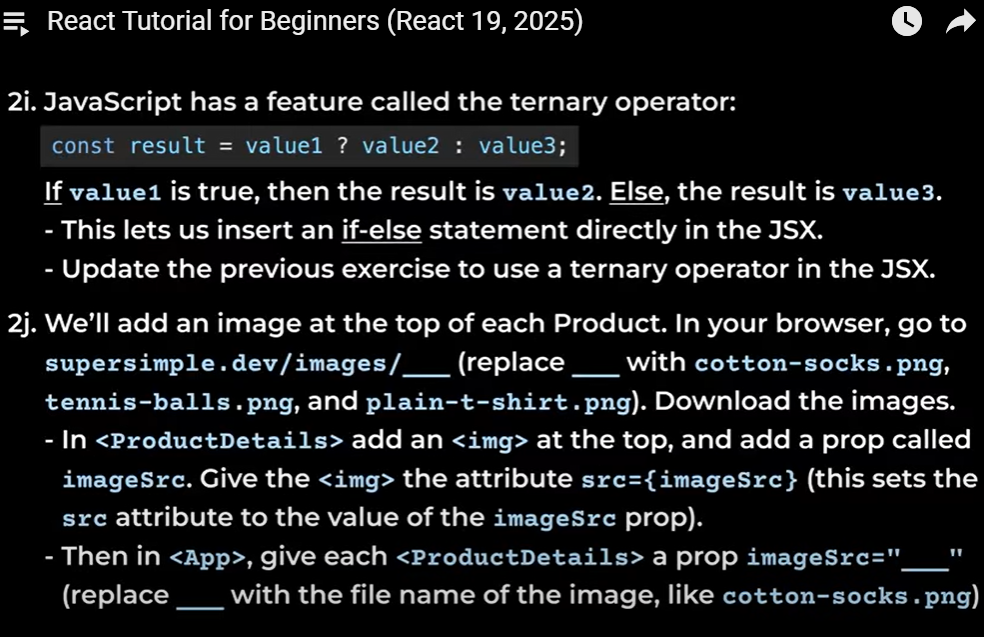 React Tutorial for Beginners (React 19, 2025)
2i. JavaScript has a feature called the ternary operator:
const result = value1 ? value2 : value3;
If value1 is true, then the result is value2. Else, the result is value3.
- This lets us insert an if-else statement directly in the JSX.
- Update the previous exercise to use a ternary operator in the JSX.
2j. We’ll add an image at the top of each Product. In your browser, go to
supersimple.dev/images/___ (replace ___ with cotton-socks.png,
tennis-balls.png, and plain-t-shirt.png). Download the images.
- In <ProductDetails> add an <img> at the top, and add a prop called
imageSrc. Give the <img> the attribute src={imageSrc} (this sets the
src attribute to the value of the imageSrc prop).
- Then in <App>, give each <ProductDetails> a prop imageSrc="___"
(replace ___ with the file name of the image, like cotton-socks.png)